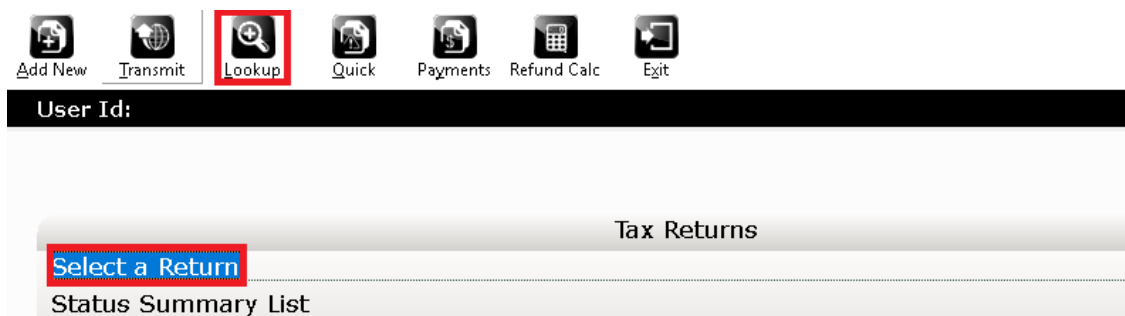 Add New Transmit Lookup Quick Payments Refund Calc Exit
User Id:
Tax Returns
Select a Return
Status Summary List